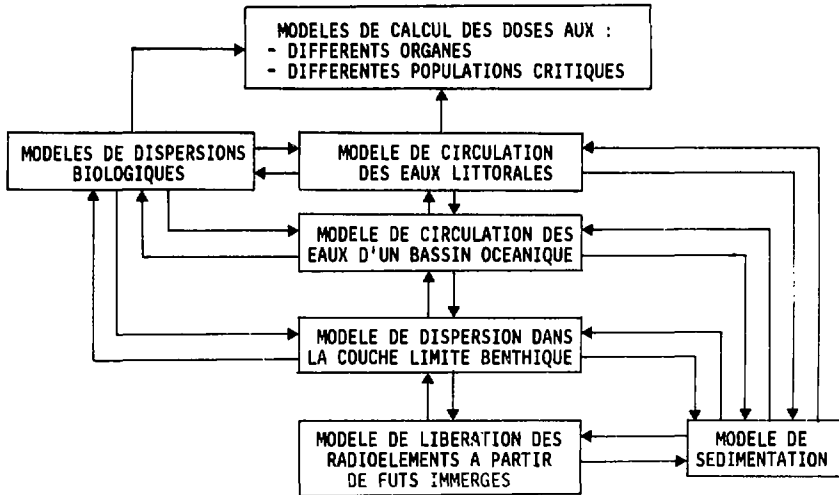 MODELES DE CALCUL DES DOSES AUX :
- DIFFERENTS ORGANES
- DIFFERENTES POPULATIONS CRITIQUES
MODELES DE DISPERSIONS
BIOLOGIQUES
MODELE DE CIRCULATION
DES EAUX LITTORALES
MODELE DE CIRCULATION DES
EAUX D'UN BASSIN OCEANIQUE
MODELE DE DISPERSION DANS
LA COUCHE LIMITE BENTHIQUE
MODELE DE LIBERATION DES
RADIOELEMENTS A PARTIR
DE FUTS IMMERGES
MODELE DE
SEDIMENTATION